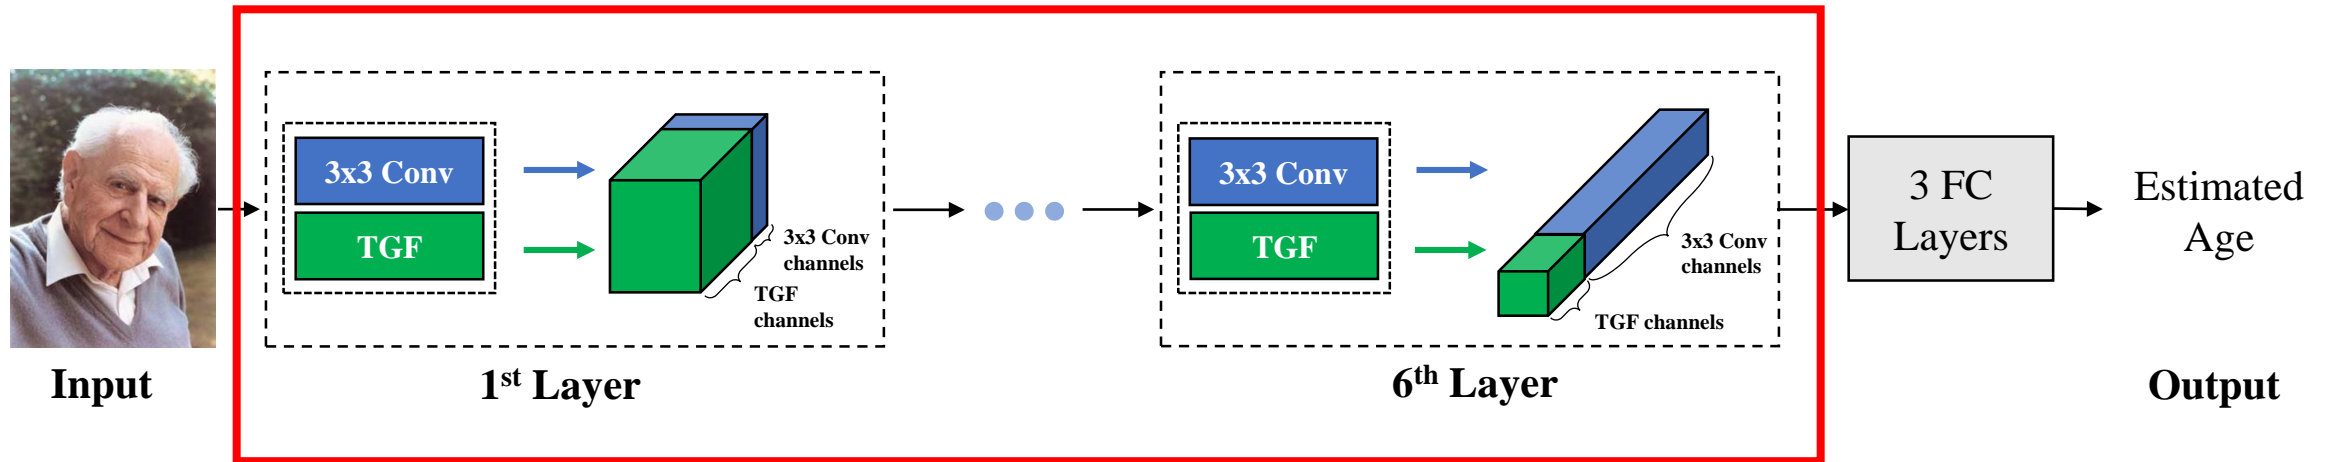 3x3 Conv
TGF
3x3 Conv
channels
TGF
channels
3x3 Conv
TGF
3x3 Conv
channels
TGF channels
3 FC
Layers
Estimated
Age
Input
1st Layer
6th Layer
Output